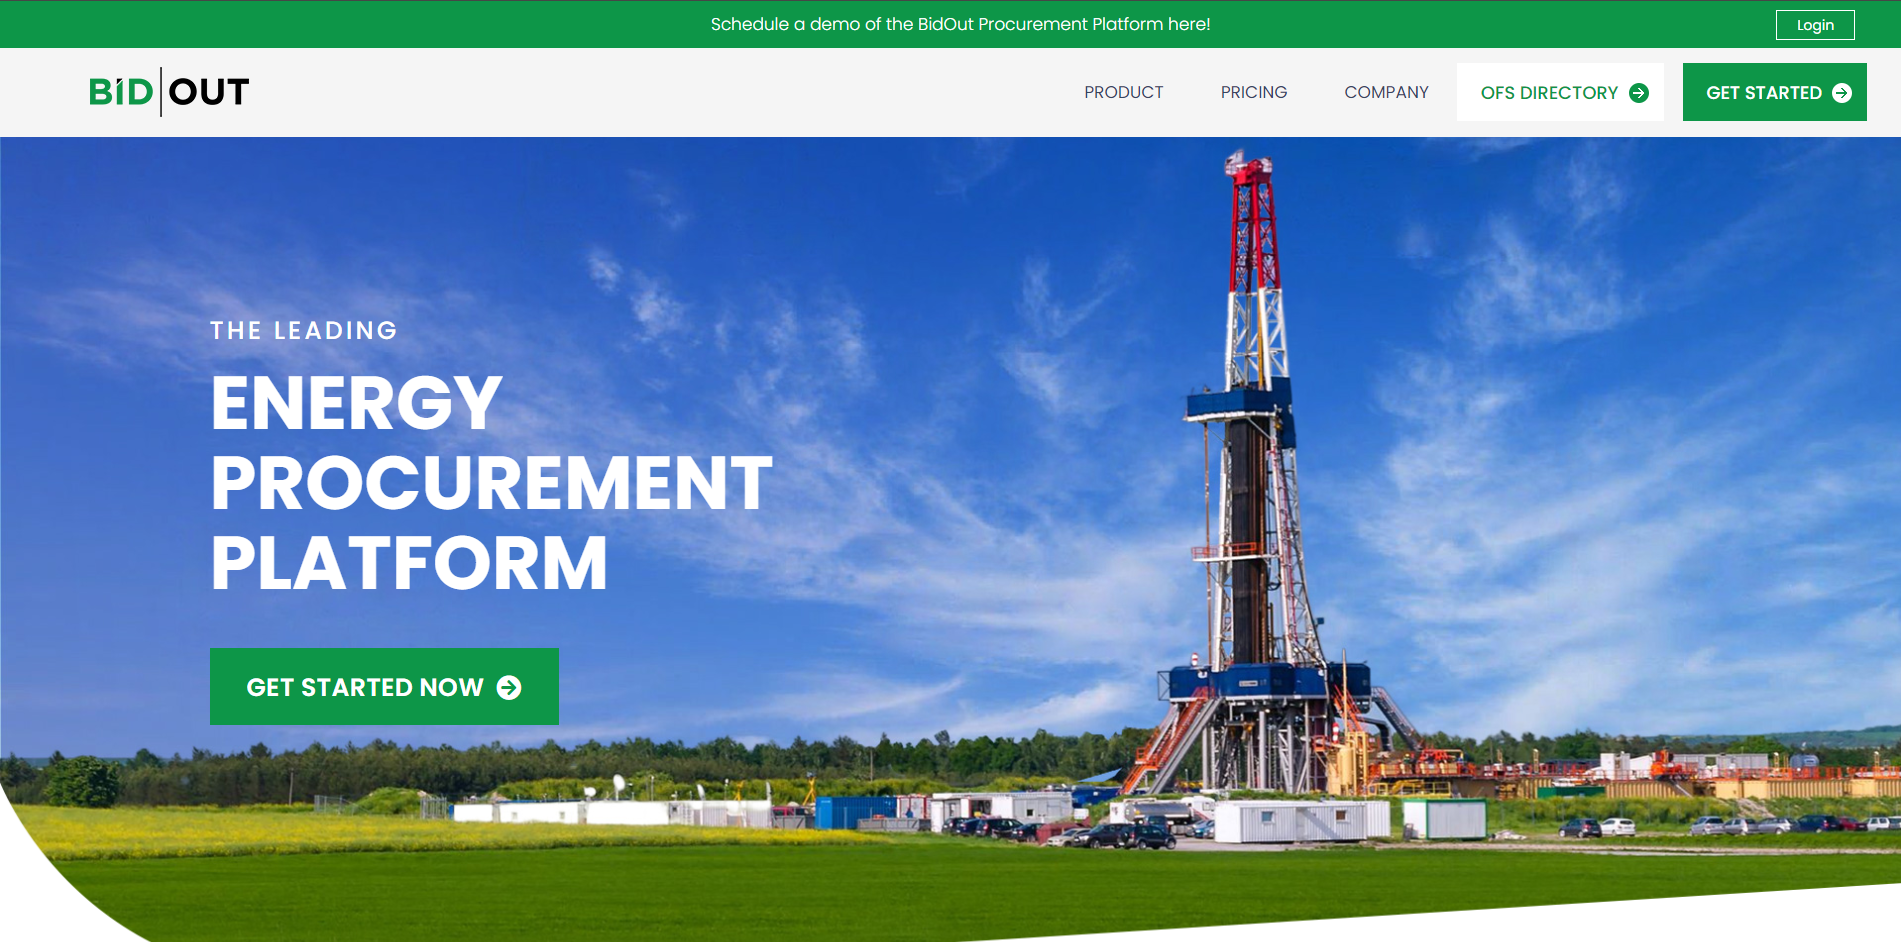 Schedule a demo of the BidOut Procurement Platform here!
Login
BID|OUT
PRODUCT
PRICING
COMPANY
OFS DIRECTORY
GET STARTED
THE LEADING
ENERGY
PROCUREMENT
PLATFORM
GET STARTED NOW